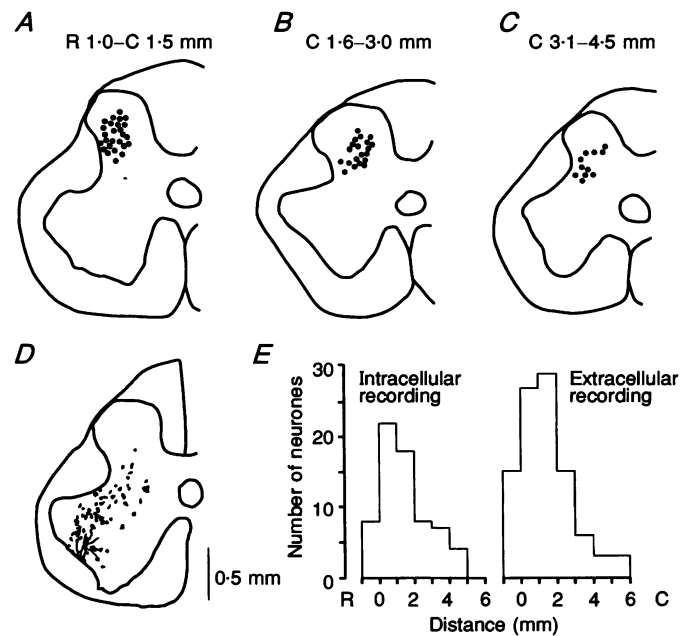 A
R 1·0–C 1·5 mm
B
C 1·6–3·0 mm
C
C 3·1–4·5 mm
D
0·5 mm
E
Number of neurones
30
20
10
0
Intracellular
recording
Extracellular
recording
R 0 2 4 6 0 2 4 6 C
Distance (mm)